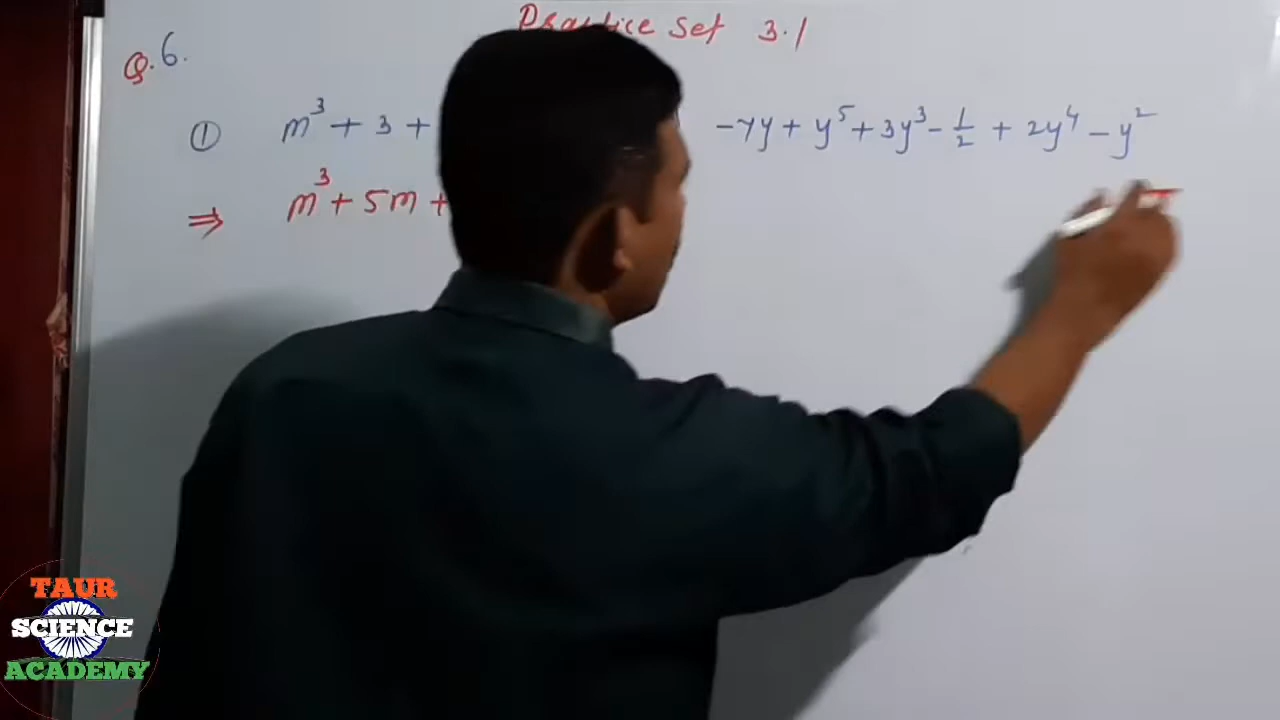 Practice Set 3.1
Q.6.
① m³ + 3 + -7y + y⁵ + 3y³ - 1/2 + 2y⁴ - y²
⇒ m³ + 5m +
TAUR
SCIENCE
ACADEMY